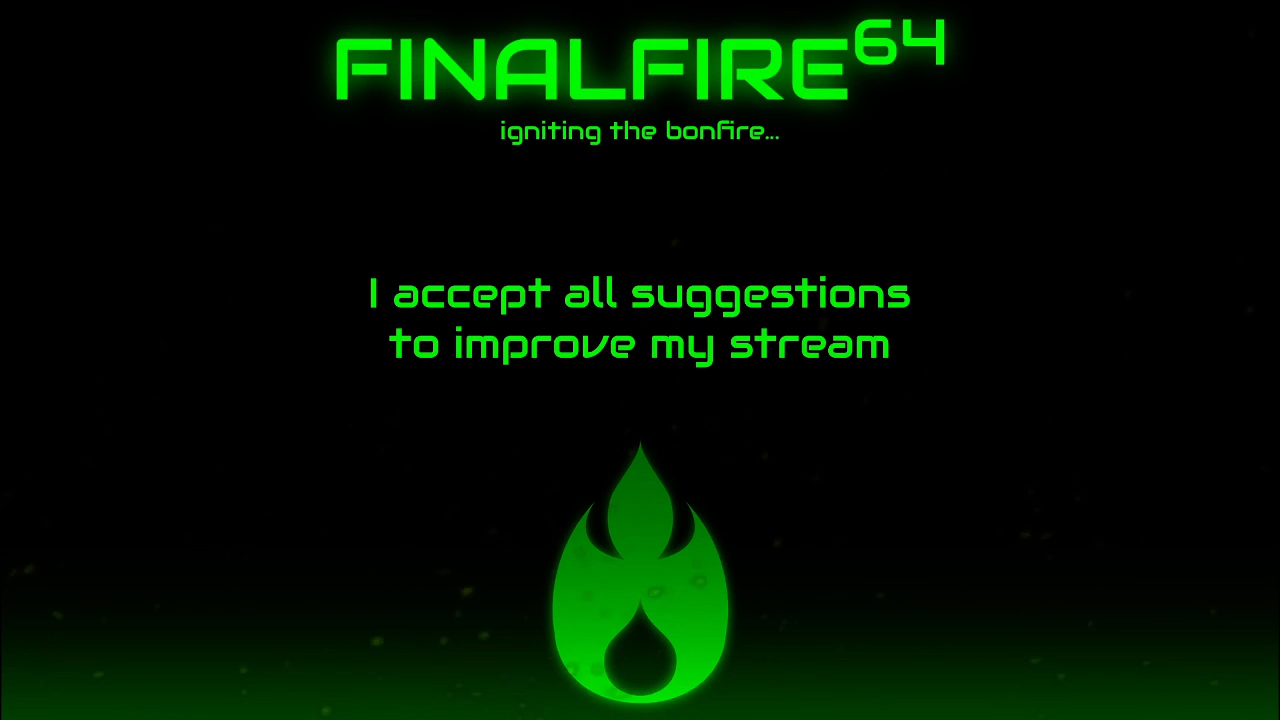 FINALFIRE64
igniting the bonfire...
I accept all suggestions
to improve my stream